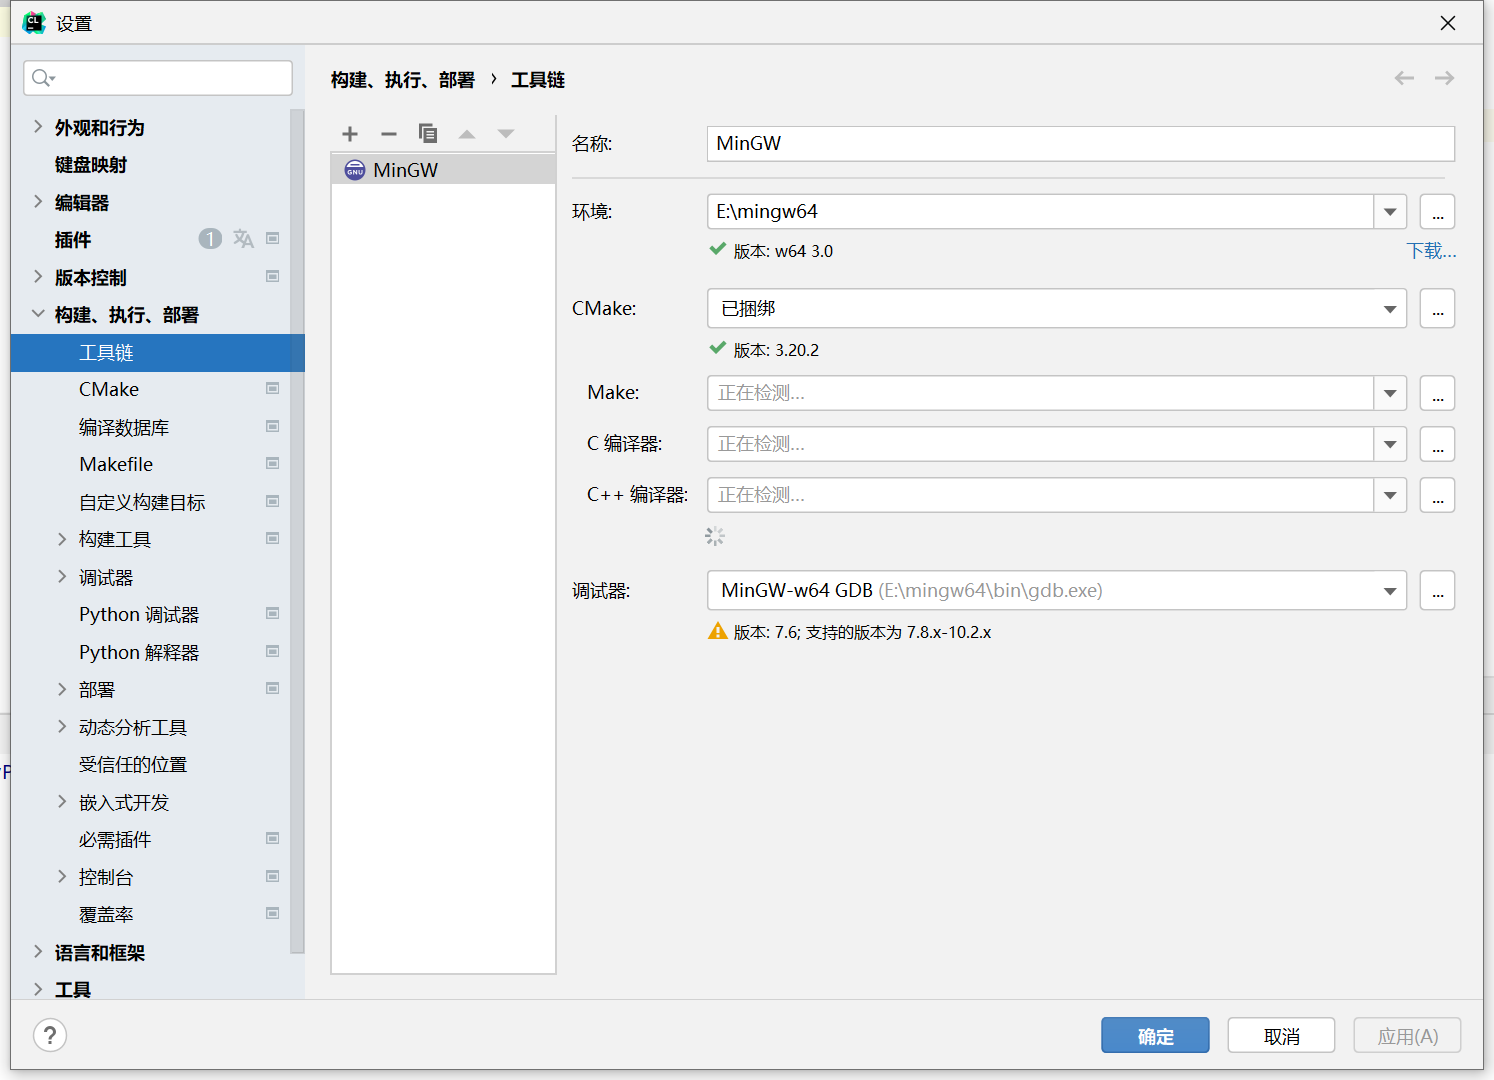 设置
构建、执行、部署 › 工具链
外观和行为
键盘映射
编辑器
插件 1
版本控制
构建、执行、部署
工具链
CMake
编译数据库
Makefile
自定义构建目标
构建工具
调试器
Python 调试器
Python 解释器
部署
动态分析工具
受信任的位置
嵌入式开发
必需插件
控制台
覆盖率
语言和框架
工具
MinGW
名称: MinGW
环境: E:\mingw64 ...
版本: w64 3.0 下载...
CMake: 已捆绑 ...
版本: 3.20.2
Make: 正在检测... ...
C 编译器: 正在检测... ...
C++ 编译器: 正在检测... ...
调试器: MinGW-w64 GDB (E:\mingw64\bin\gdb.exe) ...
版本: 7.6; 支持的版本为 7.8.x-10.2.x
? 确定 取消 应用(A)